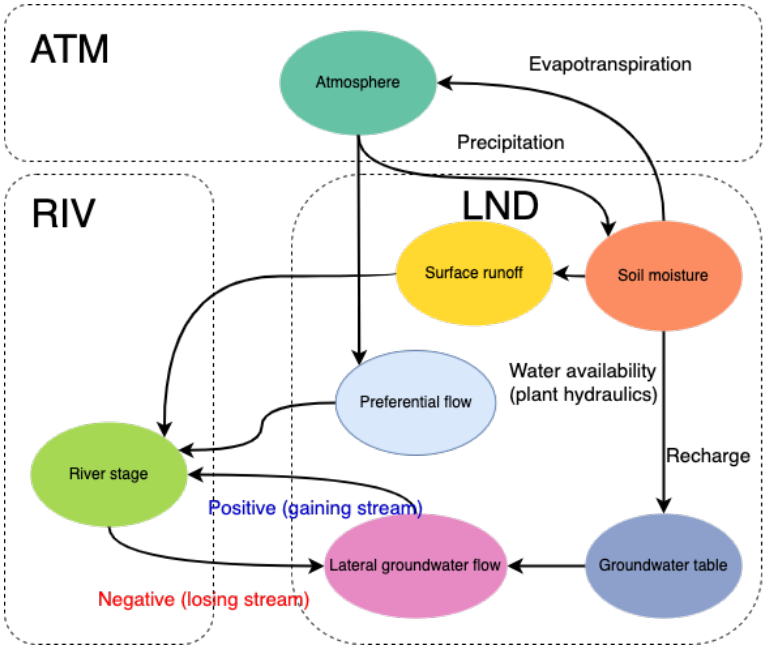 ATM
Atmosphere
Evapotranspiration
Precipitation
RIV
LND
Surface runoff
Soil moisture
Water availability
(plant hydraulics)
Preferential flow
Recharge
River stage
Positive (gaining stream)
Lateral groundwater flow
Groundwater table
Negative (losing stream)